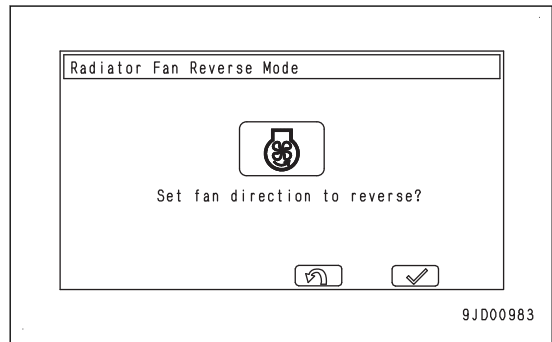 Radiator Fan Reverse Mode
Set fan direction to reverse?
9JD00983